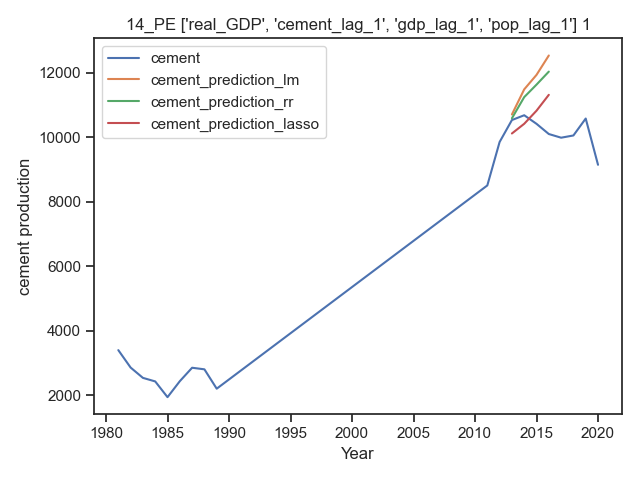 14_PE ['real_GDP', 'cement_lag_1', 'gdp_lag_1', 'pop_lag_1'] 1
cement
cement_prediction_lm
cement_prediction_rr
cement_prediction_lasso
12000
10000
8000
6000
4000
2000
cement production
1980 1985 1990 1995 2000 2005 2010 2015 2020
Year